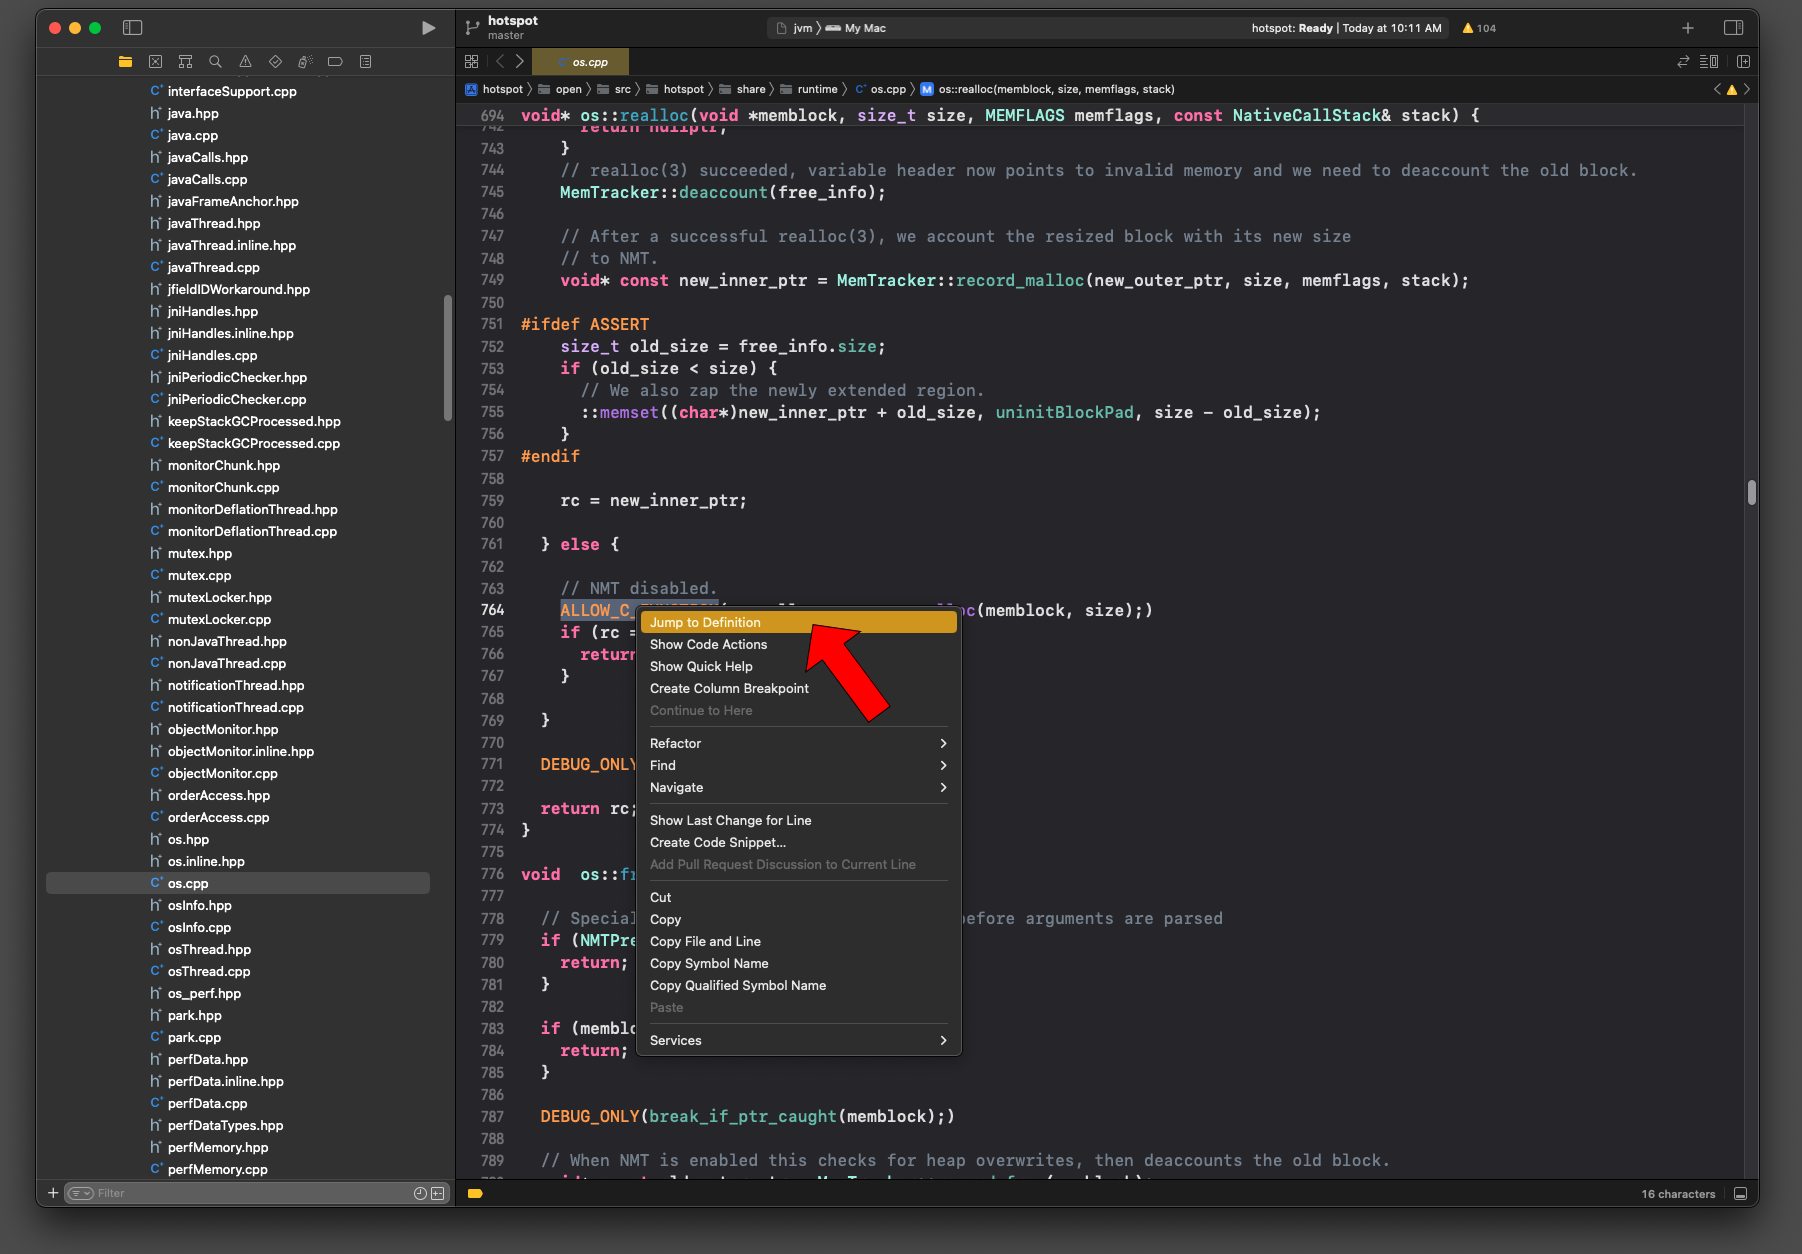 hotspot
master
jvm 〉 My Mac
hotspot: Ready | Today at 10:11 AM
104
os.cpp
hotspot 〉 open 〉 src 〉 hotspot 〉 share 〉 runtime 〉 os.cpp 〉 M os::realloc(memblock, size, memflags, stack)
interfaceSupport.cpp
java.hpp
java.cpp
javaCalls.hpp
javaCalls.cpp
javaFrameAnchor.hpp
javaThread.hpp
javaThread.inline.hpp
javaThread.cpp
jfieldIDWorkaround.hpp
jniHandles.hpp
jniHandles.inline.hpp
jniHandles.cpp
jniPeriodicChecker.hpp
jniPeriodicChecker.cpp
keepStackGCProcessed.hpp
keepStackGCProcessed.cpp
monitorChunk.hpp
monitorChunk.cpp
monitorDeflationThread.hpp
monitorDeflationThread.cpp
mutex.hpp
mutex.cpp
mutexLocker.hpp
mutexLocker.cpp
nonJavaThread.hpp
nonJavaThread.cpp
notificationThread.hpp
notificationThread.cpp
objectMonitor.hpp
objectMonitor.inline.hpp
objectMonitor.cpp
orderAccess.hpp
orderAccess.cpp
os.hpp
os.inline.hpp
os.cpp
osInfo.hpp
osInfo.cpp
osThread.hpp
osThread.cpp
os_perf.hpp
park.hpp
park.cpp
perfData.hpp
perfData.inline.hpp
perfData.cpp
perfDataTypes.hpp
perfMemory.hpp
perfMemory.cpp
Filter
694 void* os::realloc(void *memblock, size_t size, MEMFLAGS memflags, const NativeCallStack& stack) {
742 return nullptr;
743 }
744 // realloc(3) succeeded, variable header now points to invalid memory and we need to deaccount the old block.
745 MemTracker::deaccount(free_info);
746
747 // After a successful realloc(3), we account the resized block with its new size
748 // to NMT.
749 void* const new_inner_ptr = MemTracker::record_malloc(new_outer_ptr, size, memflags, stack);
750
751 #ifdef ASSERT
752 size_t old_size = free_info.size;
753 if (old_size < size) {
754 // We also zap the newly extended region.
755 ::memset((char*)new_inner_ptr + old_size, uninitBlockPad, size - old_size);
756 }
757 #endif
758
759 rc = new_inner_ptr;
760
761 } else {
762
763 // NMT disabled.
764 ALLOW_C_ oc(memblock, size);)
765 if (rc =
766 return
767 }
768
769 }
770
771 DEBUG_ONLY
772
773 return rc;
774 }
775
776 void os::fr
777
778 // Special before arguments are parsed
779 if (NMTPre
780 return;
781 }
782
783 if (memblo
784 return;
785 }
786
787 DEBUG_ONLY(break_if_ptr_caught(memblock);)
788
789 // When NMT is enabled this checks for heap overwrites, then deaccounts the old block.
Jump to Definition
Show Code Actions
Show Quick Help
Create Column Breakpoint
Continue to Here
Refactor
Find
Navigate
Show Last Change for Line
Create Code Snippet...
Add Pull Request Discussion to Current Line
Cut
Copy
Copy File and Line
Copy Symbol Name
Copy Qualified Symbol Name
Paste
Services
16 characters